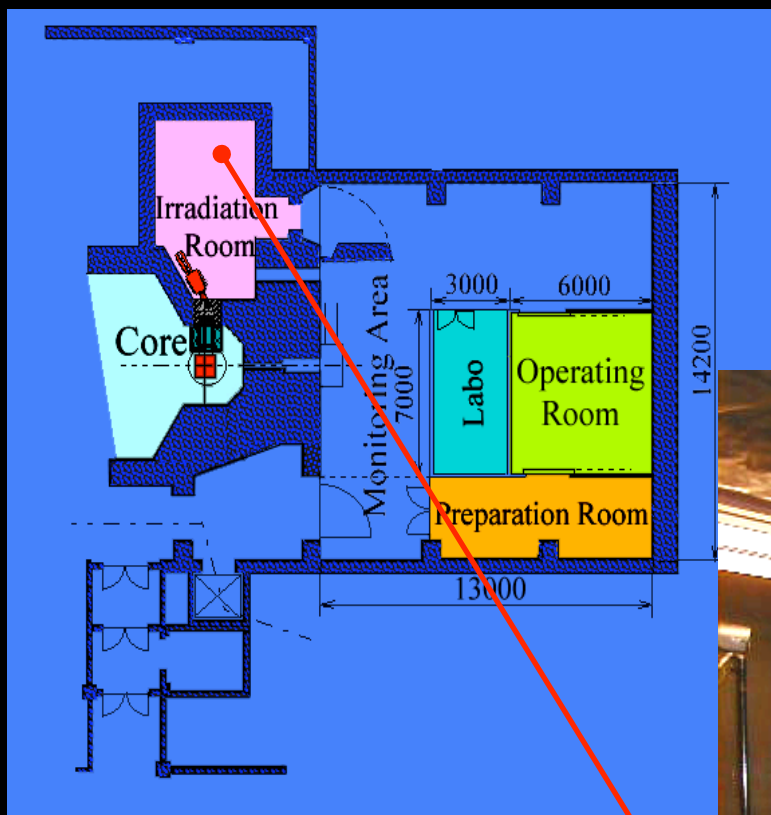 Irradiation
Room
Core
Monitoring Area
3000
6000
7000
14200
Labo
Operating
Room
Preparation Room
13000